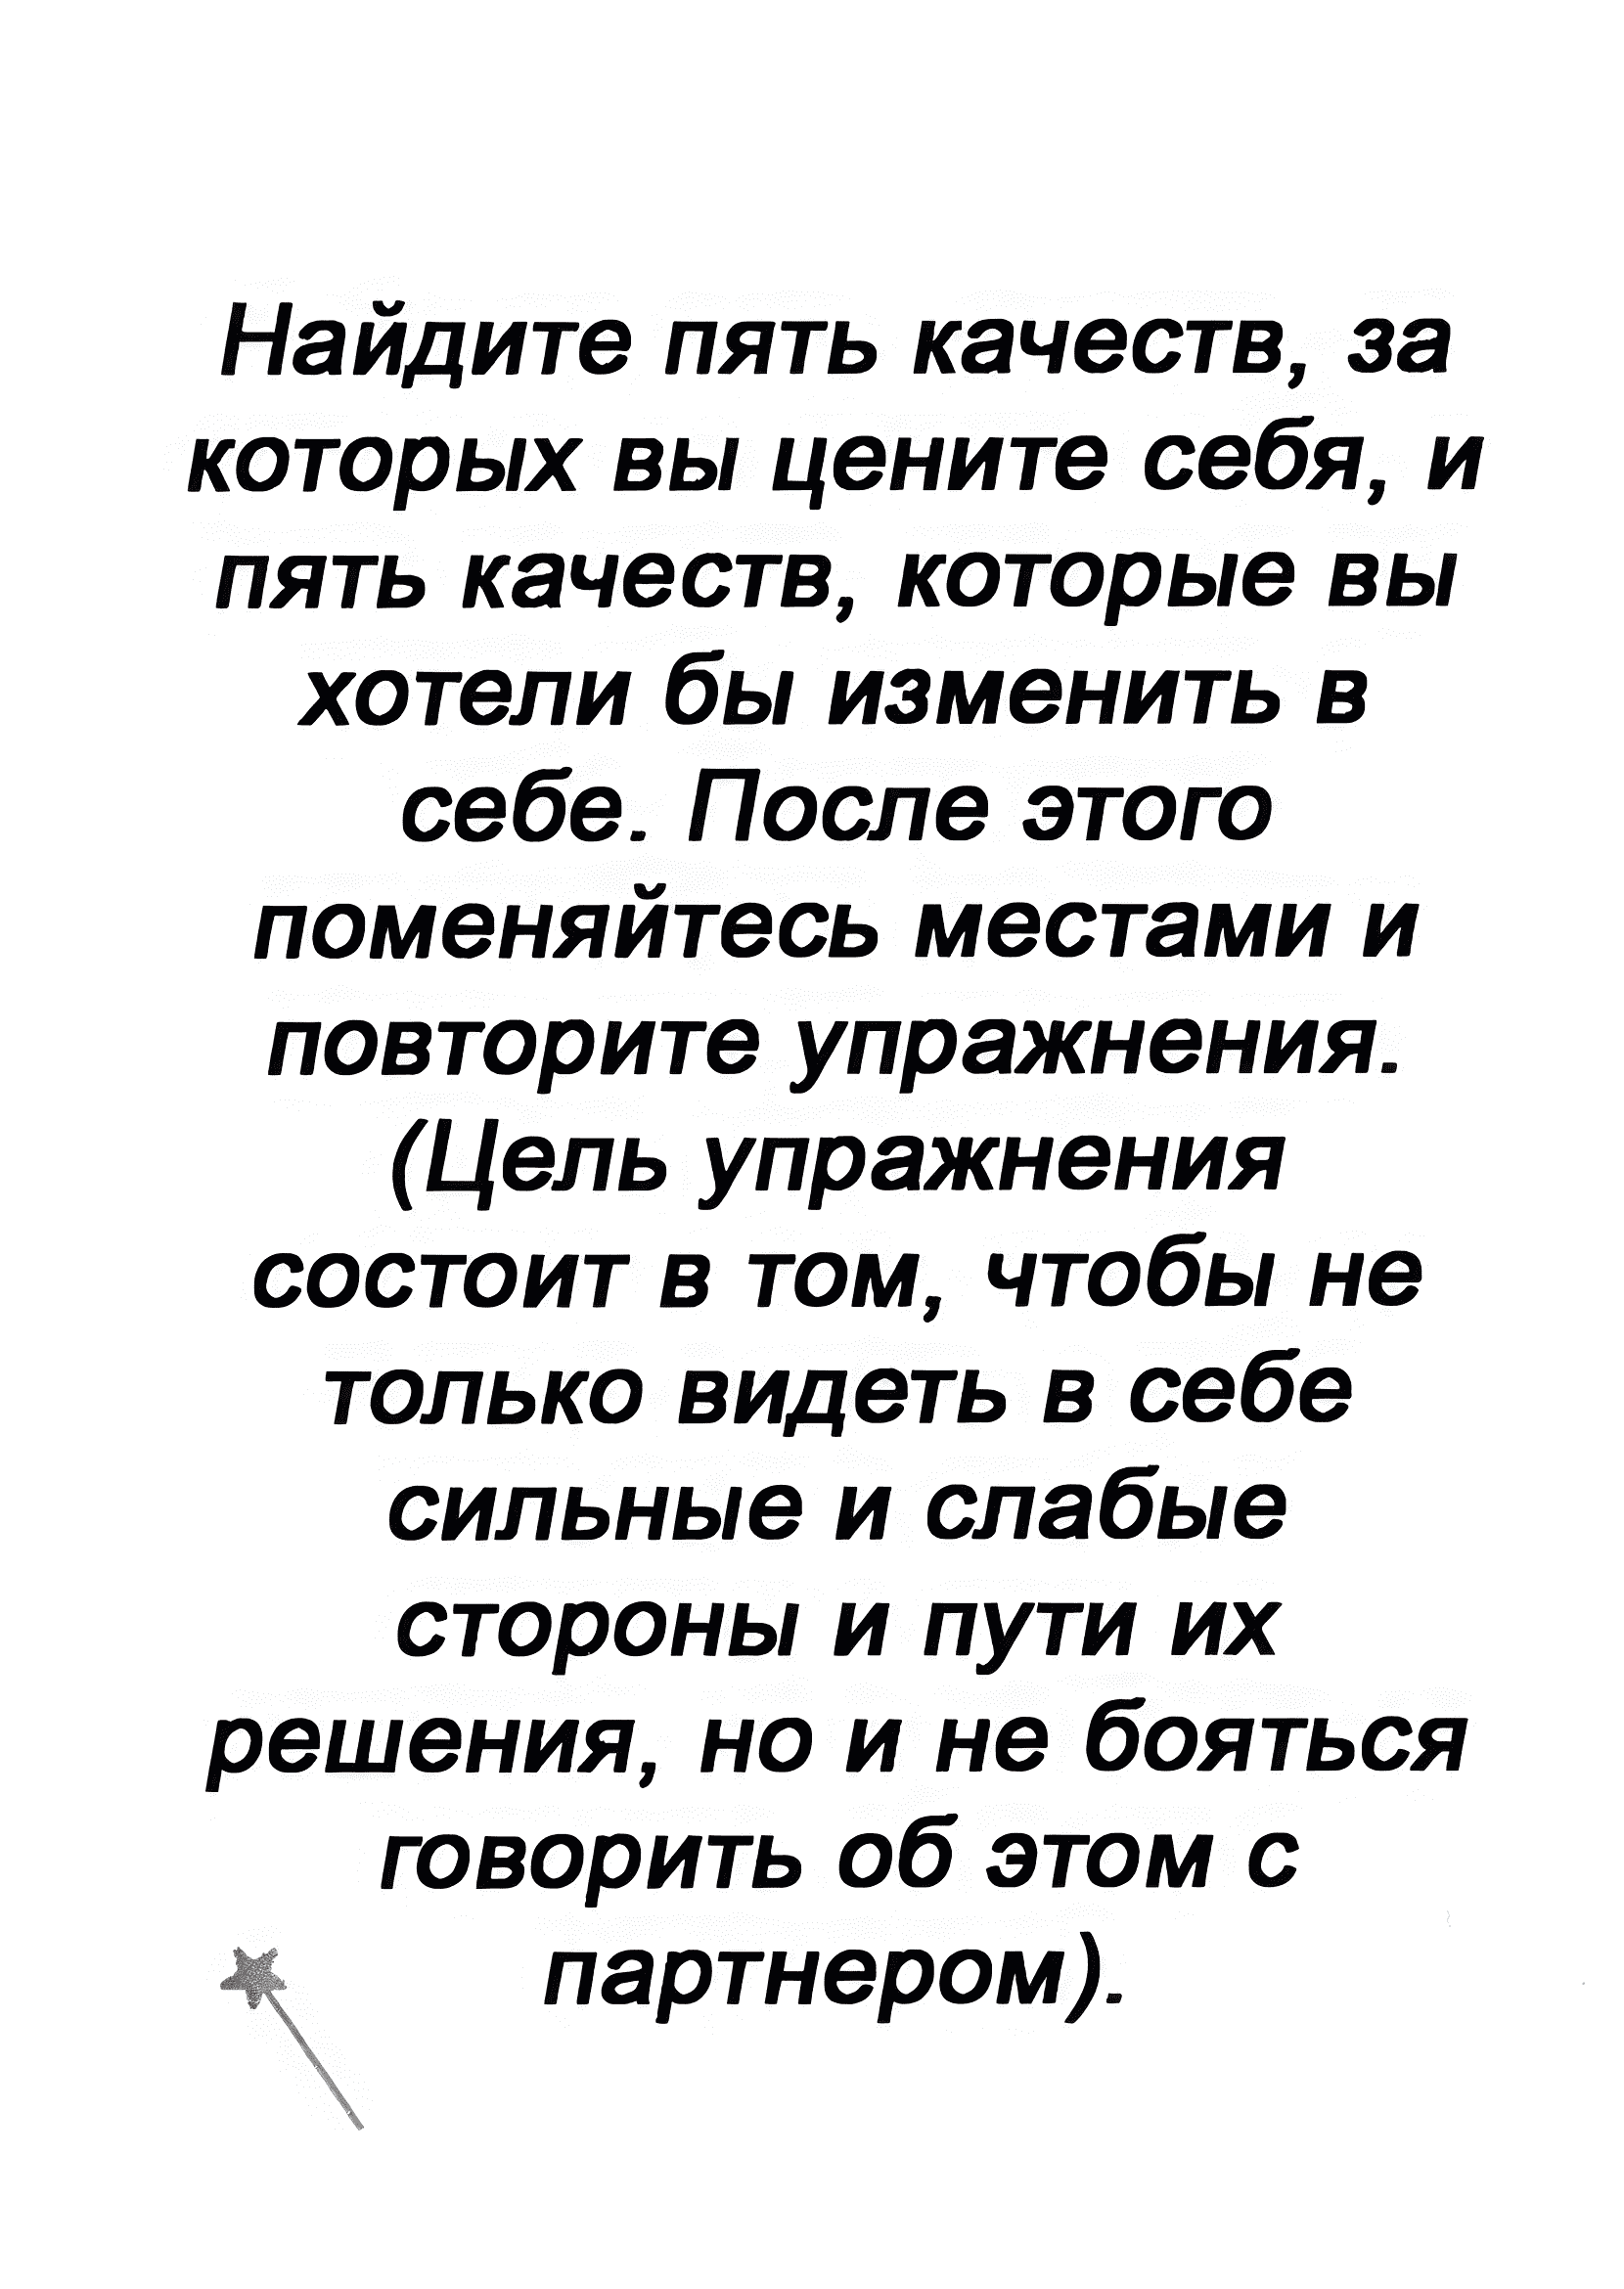 Найдите пять качеств, за
которых вы цените себя, и
пять качеств, которые вы
хотели бы изменить в
себе. После этого
поменяйтесь местами и
повторите упражнения.
(Цель упражнения
состоит в том, чтобы не
только видеть в себе
сильные и слабые
стороны и пути их
решения, но и не бояться
говорить об этом с
партнером).